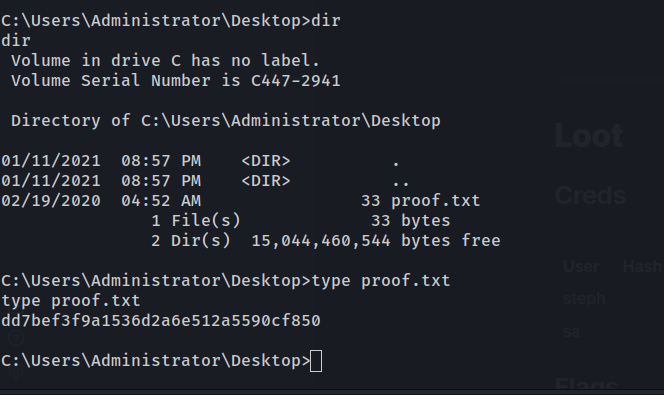 C:\Users\Administrator\Desktop>dir
dir
 Volume in drive C has no label.
 Volume Serial Number is C447-2941

 Directory of C:\Users\Administrator\Desktop

01/11/2021  08:57 PM    <DIR>          .
01/11/2021  08:57 PM    <DIR>          ..
02/19/2020  04:52 AM                33 proof.txt
               1 File(s)             33 bytes
               2 Dir(s)  15,044,460,544 bytes free

C:\Users\Administrator\Desktop>type proof.txt
type proof.txt
dd7bef3f9a1536d2a6e512a5590cf850

C:\Users\Administrator\Desktop>
Loot
Creds
User Hash
steph
sa
Flags